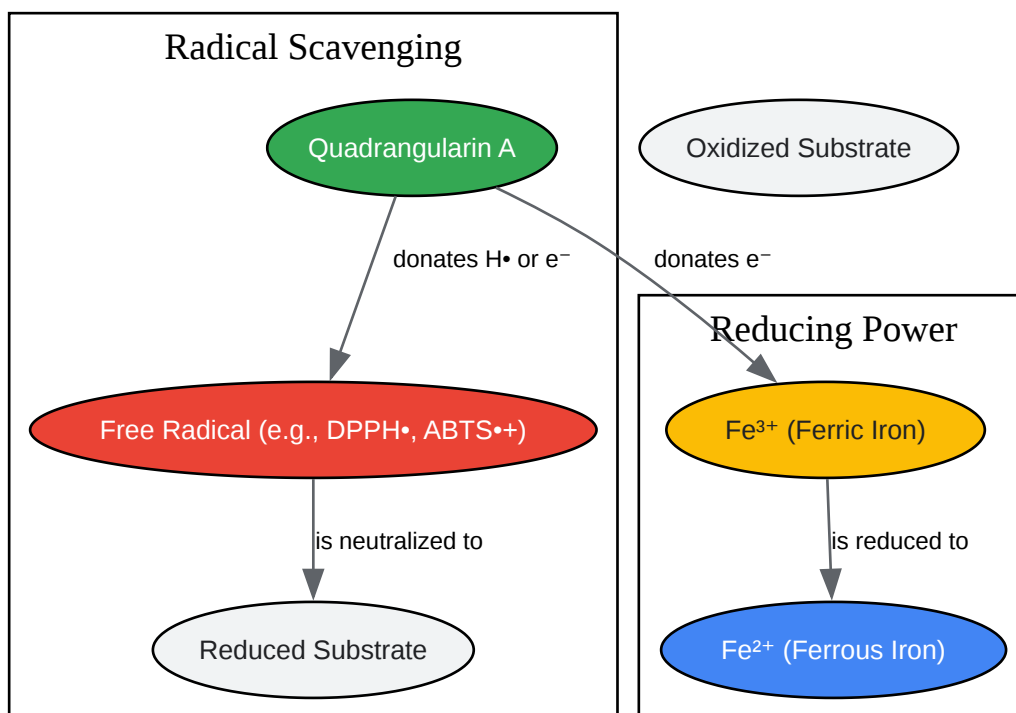 Radical Scavenging
Quadrangularin A
Oxidized Substrate
donates H• or e⁻
donates e⁻
Reducing Power
Free Radical (e.g., DPPH•, ABTS•+)
Fe³⁺ (Ferric Iron)
is neutralized to
is reduced to
Reduced Substrate
Fe²⁺ (Ferrous Iron)